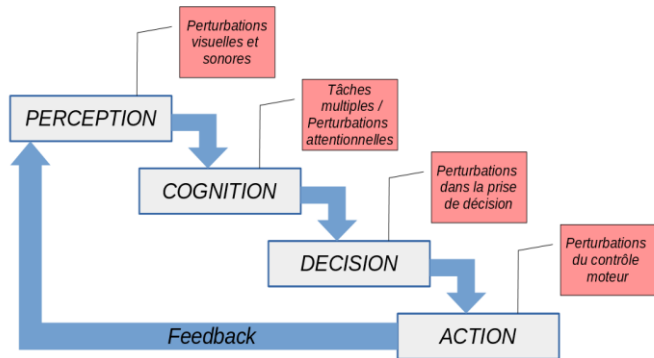 Perturbations
visuelles et
sonores
PERCEPTION
Tâches
multiples /
Perturbations
attentionnelles
COGNITION
Perturbations
dans la prise
de décision
DECISION
Perturbations
du contrôle
moteur
Feedback
ACTION